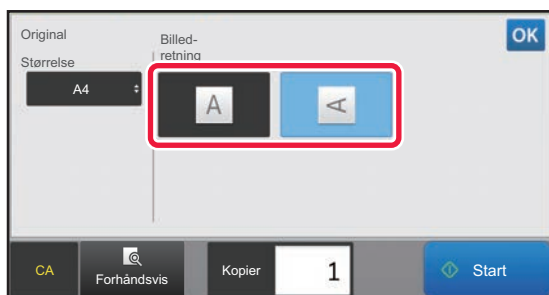 Original
Størrelse
A4
Billed-
retning
A
A
OK
CA
Forhåndsvis
Kopier
1
Start